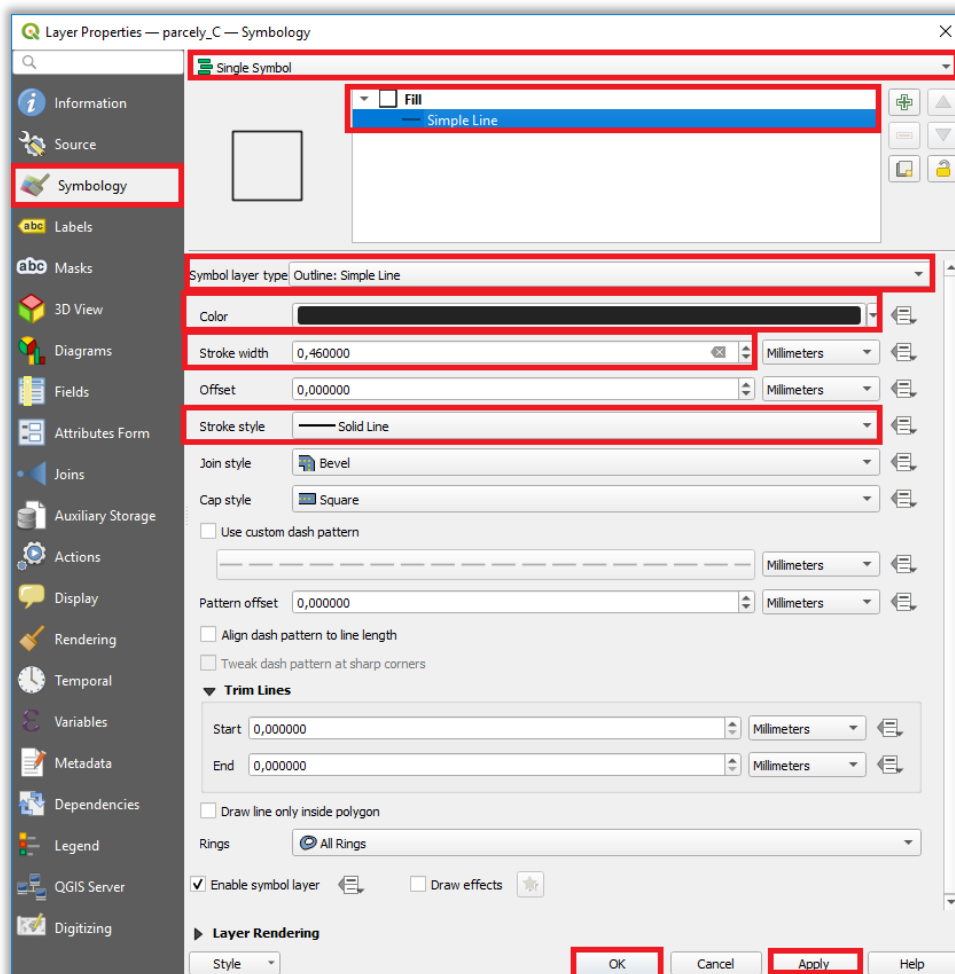 Layer Properties — parcely_C — Symbology
Single Symbol
Information
Source
Symbology
abc Labels
abc Masks
3D View
Diagrams
Fields
Attributes Form
Joins
Auxiliary Storage
Actions
Display
Rendering
Temporal
ε Variables
Metadata
Dependencies
Legend
QGIS Server
Digitizing
Fill
Simple Line
Symbol layer type Outline: Simple Line
Color
Stroke width 0,460000 Millimeters
Offset 0,000000 Millimeters
Stroke style Solid Line
Join style Bevel
Cap style Square
Use custom dash pattern
Millimeters
Pattern offset 0,000000 Millimeters
Align dash pattern to line length
Tweak dash pattern at sharp corners
Trim Lines
Start 0,000000 Millimeters
End 0,000000 Millimeters
Draw line only inside polygon
Rings All Rings
Enable symbol layer Draw effects
Layer Rendering
Style OK Cancel Apply Help